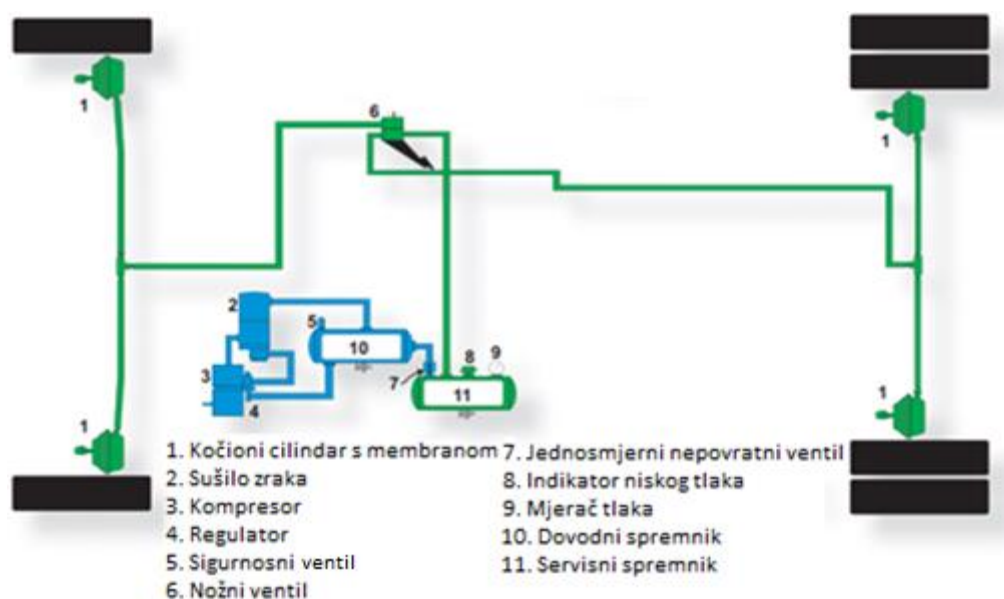 1
6
1
2
5
10
8
9
3
7
11
4
1
1
1. Kočioni cilindar s membranom
2. Sušilo zraka
3. Kompresor
4. Regulator
5. Sigurnosni ventil
6. Nožni ventil
7. Jednosmjerni nepovratni ventil
8. Indikator niskog tlaka
9. Mjerač tlaka
10. Dovodni spremnik
11. Servisni spremnik